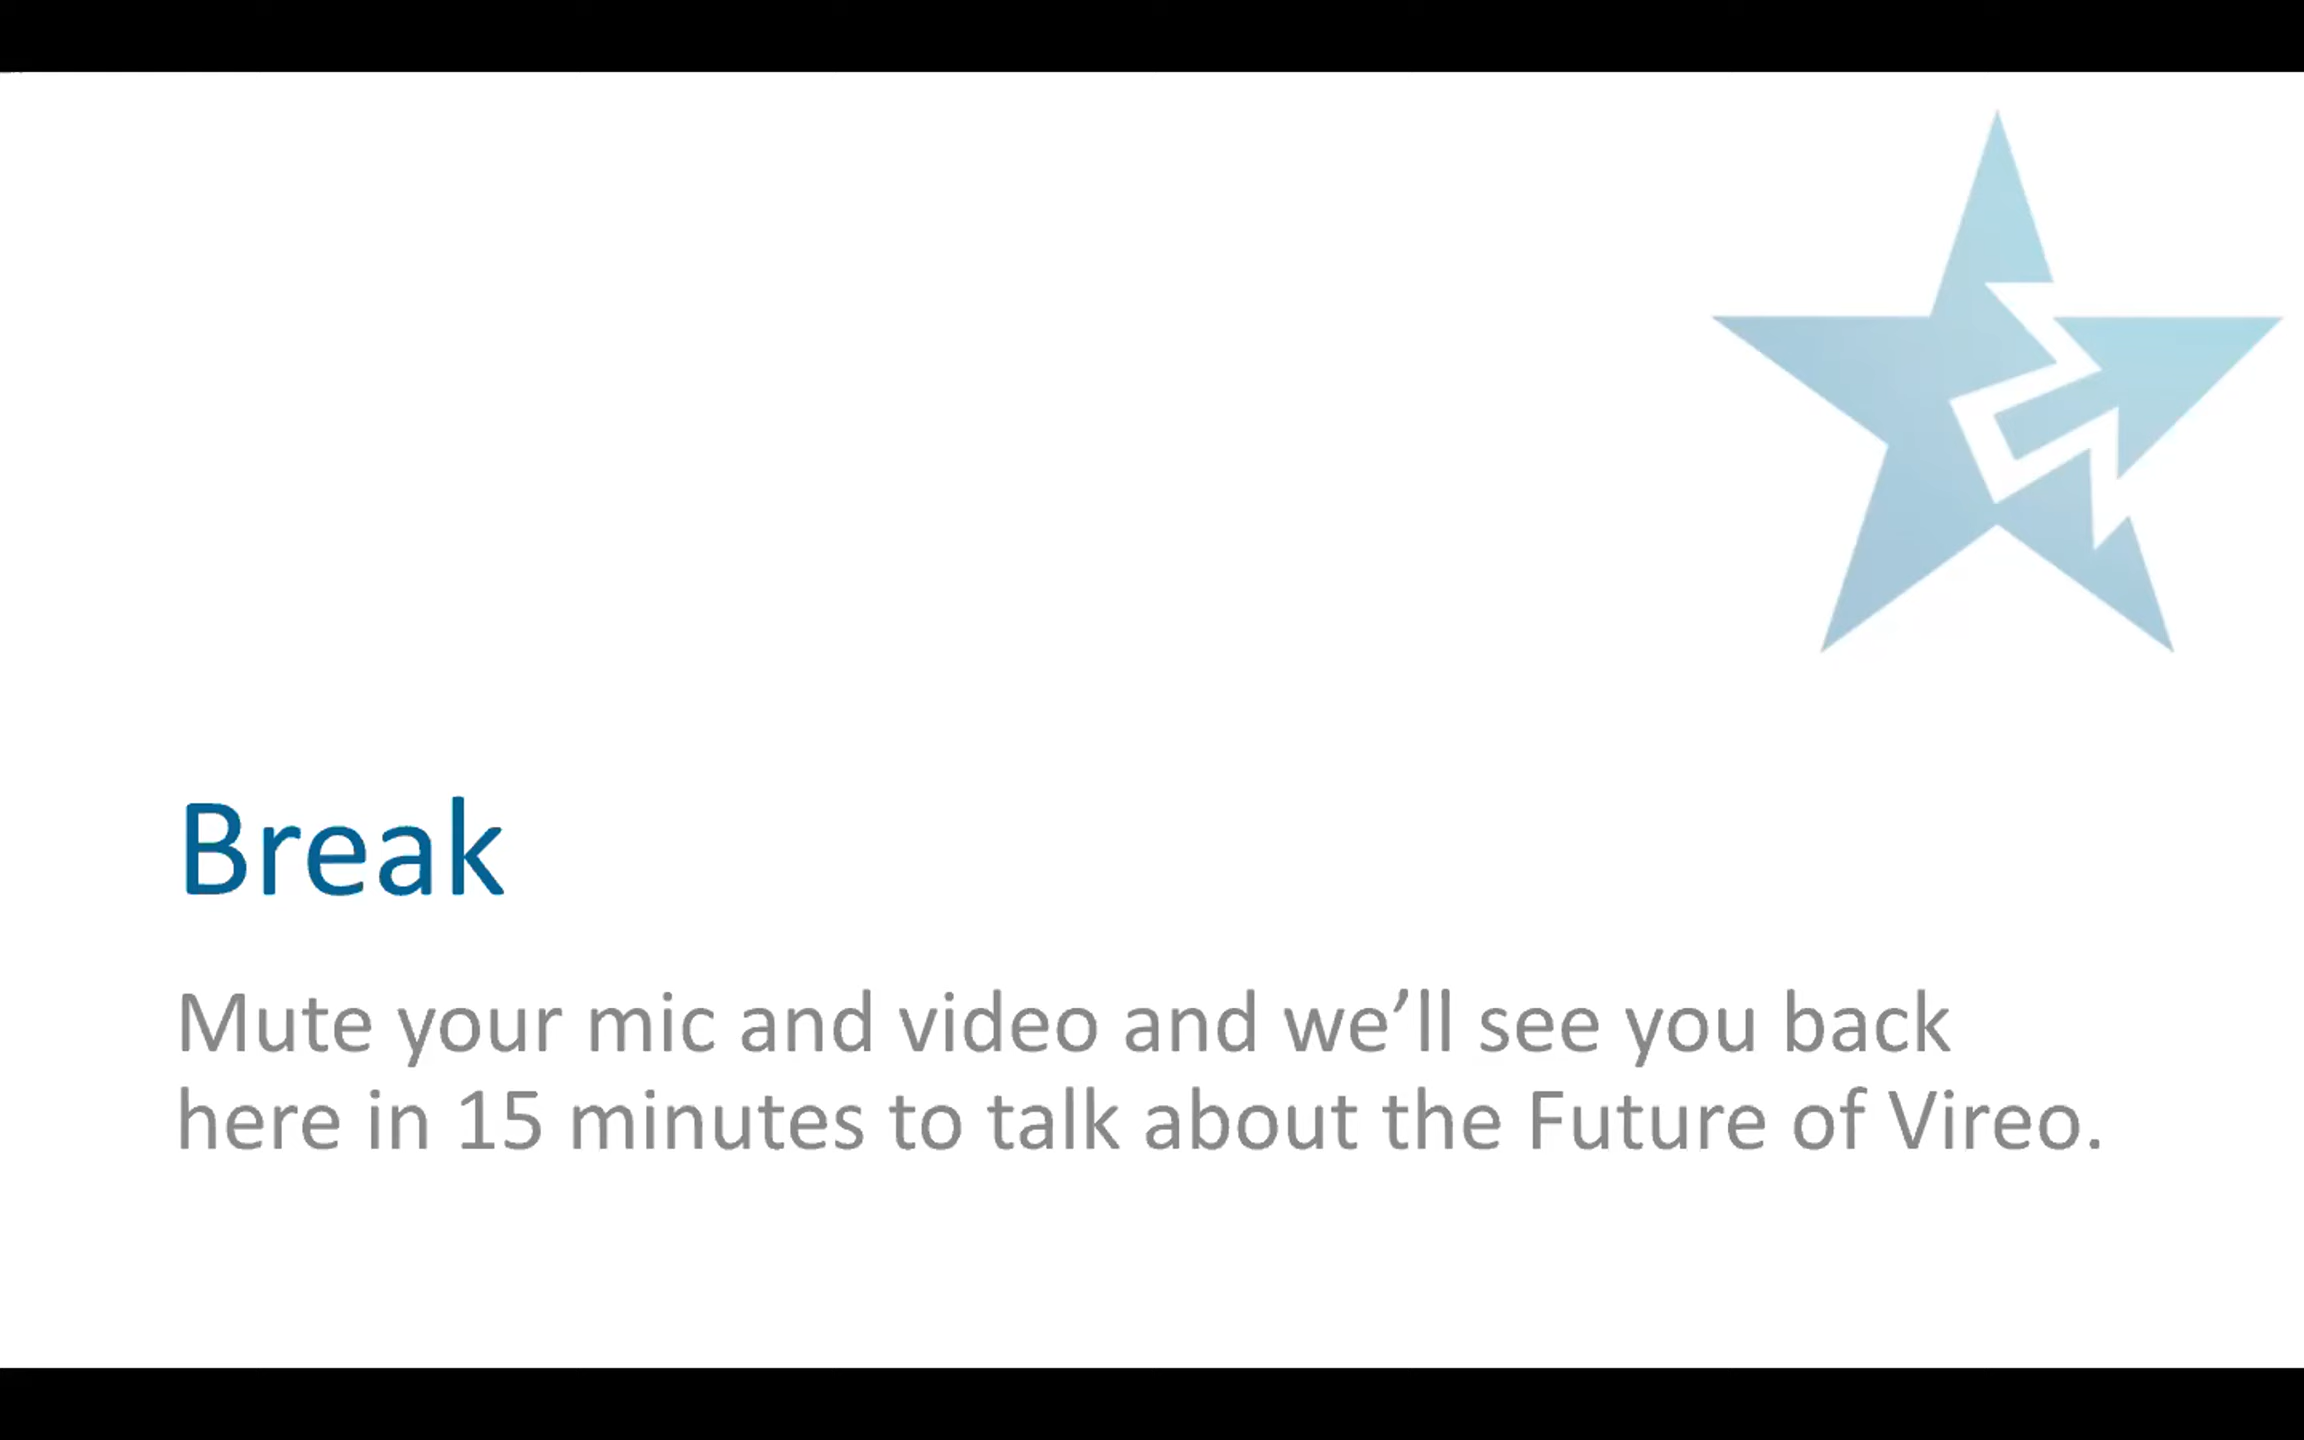 Break
Mute your mic and video and we’ll see you back
here in 15 minutes to talk about the Future of Vireo.